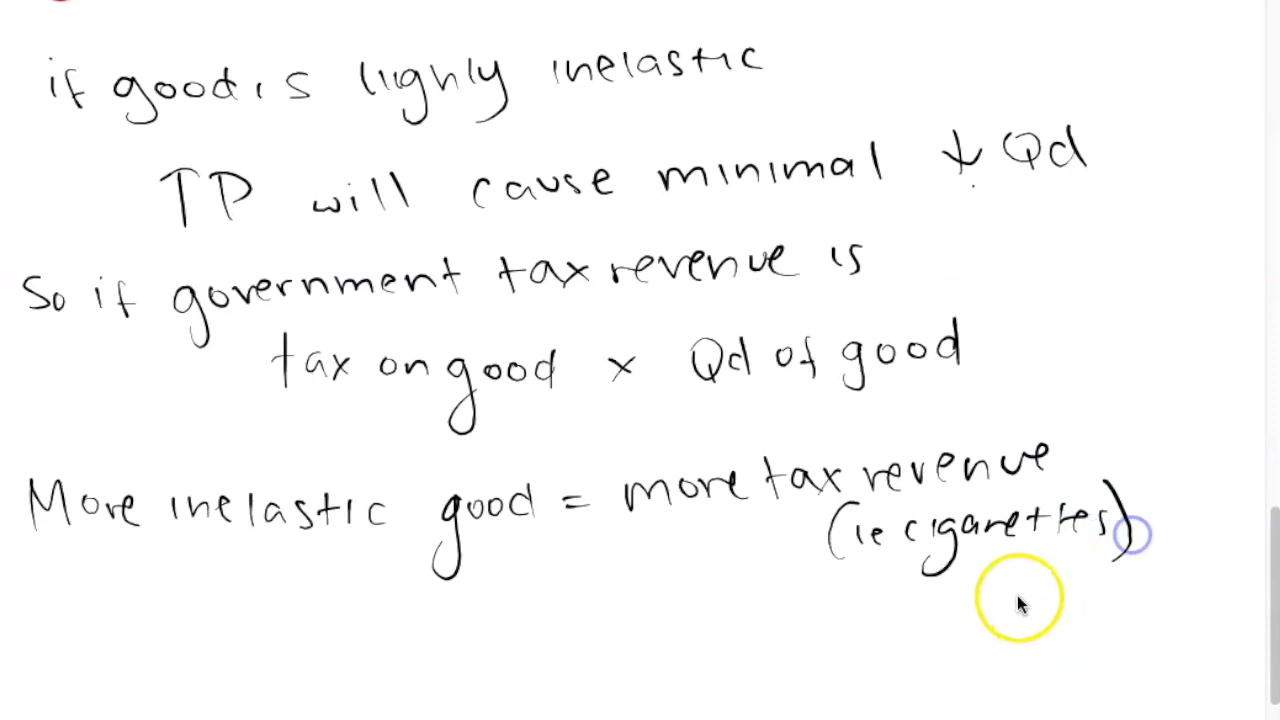 if good is highly inelastic
TP will cause minimal ↓ Qd
So if government tax revenue is
tax on good x Qd of good
More inelastic good = more tax revenue
(ie cigarettes)